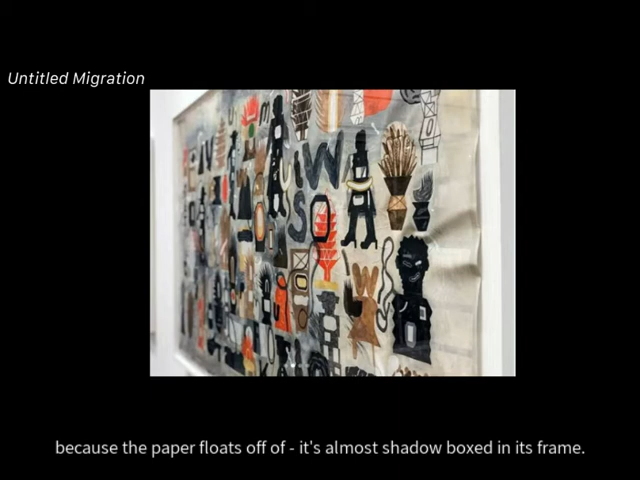 Untitled Migration
W
S
because the paper floats off of - it's almost shadow boxed in its frame.